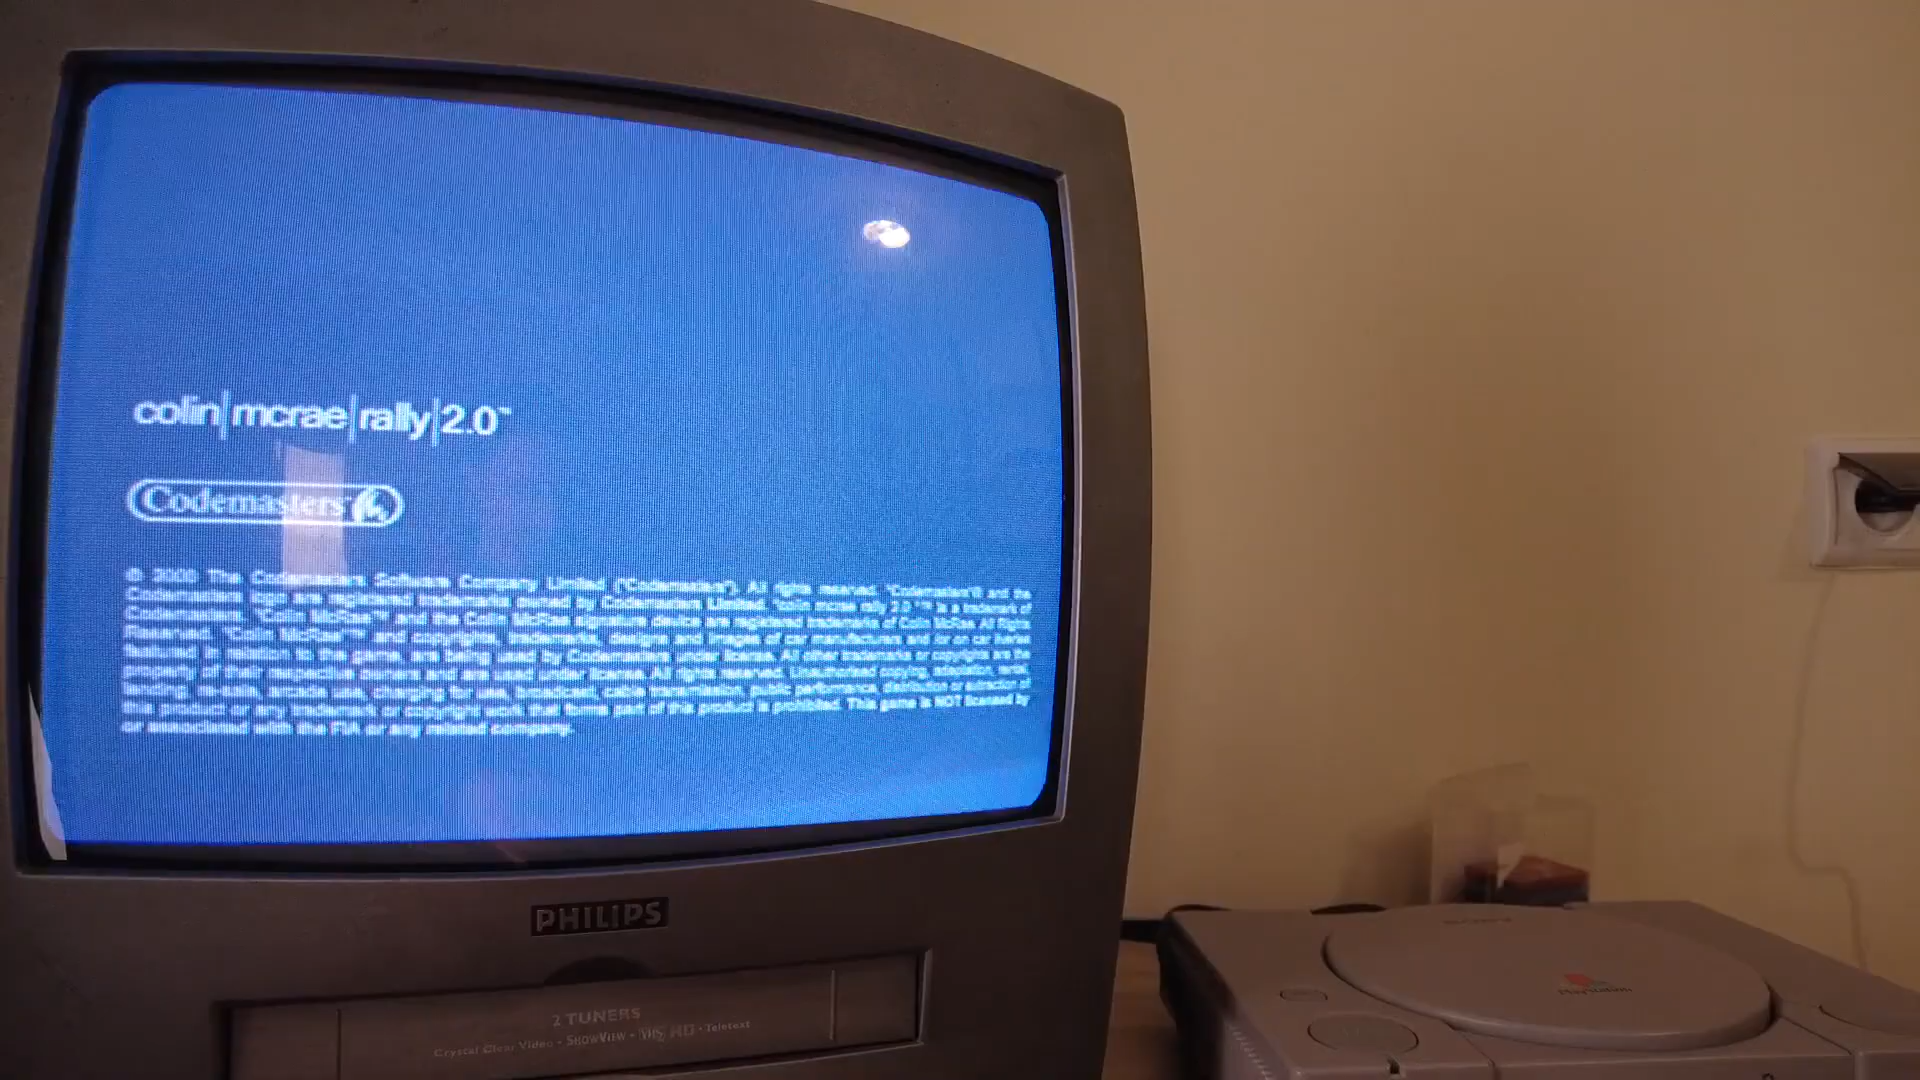 colin|mcrae|rally|2.0™
Codemasters
© 2000 The Codemasters Software Company Limited ("Codemasters"). All rights reserved. "Codemasters"® and the
Codemasters logo are registered trademarks owned by Codemasters Limited. "colin mcrae rally 2.0"™ is a trademark of
Codemasters. "Colin McRae"™ and the Colin McRae signature device are registered trademarks of Colin McRae. All Rights
Reserved. "Colin McRae"™ and copyrights, trademarks, designs and images of car manufacturers and /or on car liveries
featured in relation to the game, are being used by Codemasters under license. All other trademarks or copyrights are the
property of their respective owners and are used under license. All rights reserved. Unauthorised copying, adaptation, rental,
lending, re-sale, arcade use, charging for use, broadcast, cable transmission, public performance, distribution or extraction of
this product or any trademark or copyright work that forms part of this product is prohibited. This game is NOT licensed by
or associated with the FIA or any related company.
PHILIPS
2 TUNERS
Crystal Clear Video • SHOWVIEW • VHS HQ • Teletext
SONY
PlayStation